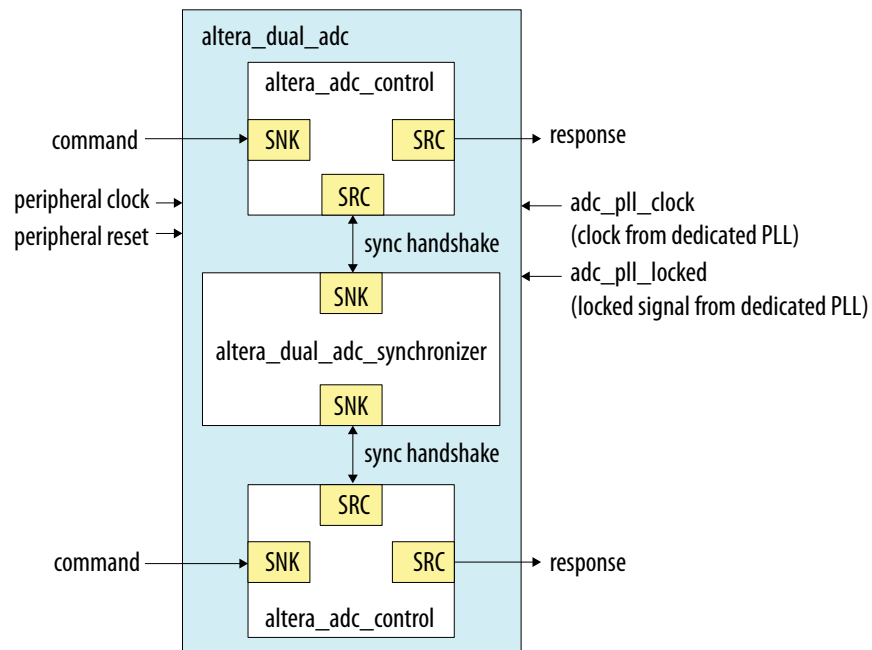 altera_dual_adc
altera_adc_control
command
SNK
SRC
response
SRC
peripheral clock
peripheral reset
adc_pll_clock
(clock from dedicated PLL)
sync handshake
adc_pll_locked
(locked signal from dedicated PLL)
SNK
altera_dual_adc_synchronizer
SNK
sync handshake
SRC
command
SNK
SRC
response
altera_adc_control